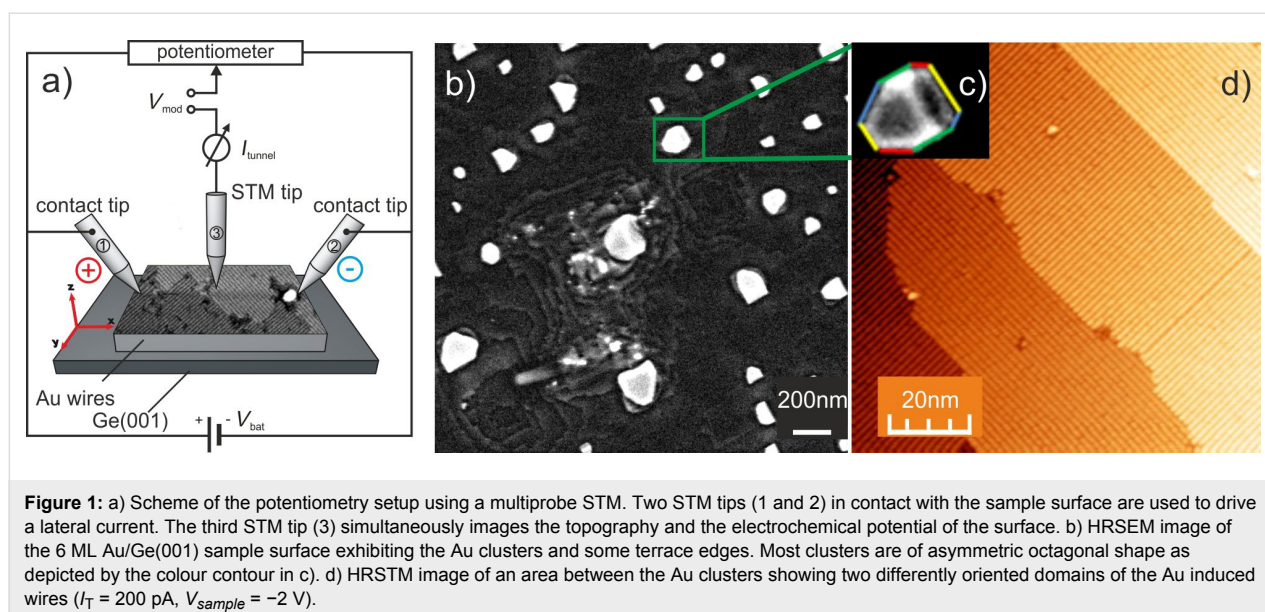 potentiometer
a)
V mod
I tunnel
STM tip
contact tip
contact tip
①
③
②
+
-
z
x
y
Au wires
Ge(001)
+ - V bat
b)
200nm
c)
d)
20nm
Figure 1: a) Scheme of the potentiometry setup using a multiprobe STM. Two STM tips (1 and 2) in contact with the sample surface are used to drive
a lateral current. The third STM tip (3) simultaneously images the topography and the electrochemical potential of the surface. b) HRSEM image of
the 6 ML Au/Ge(001) sample surface exhibiting the Au clusters and some terrace edges. Most clusters are of asymmetric octagonal shape as
depicted by the colour contour in c). d) HRSTM image of an area between the Au clusters showing two differently oriented domains of the Au induced
wires (I_T = 200 pA, V_sample = −2 V).